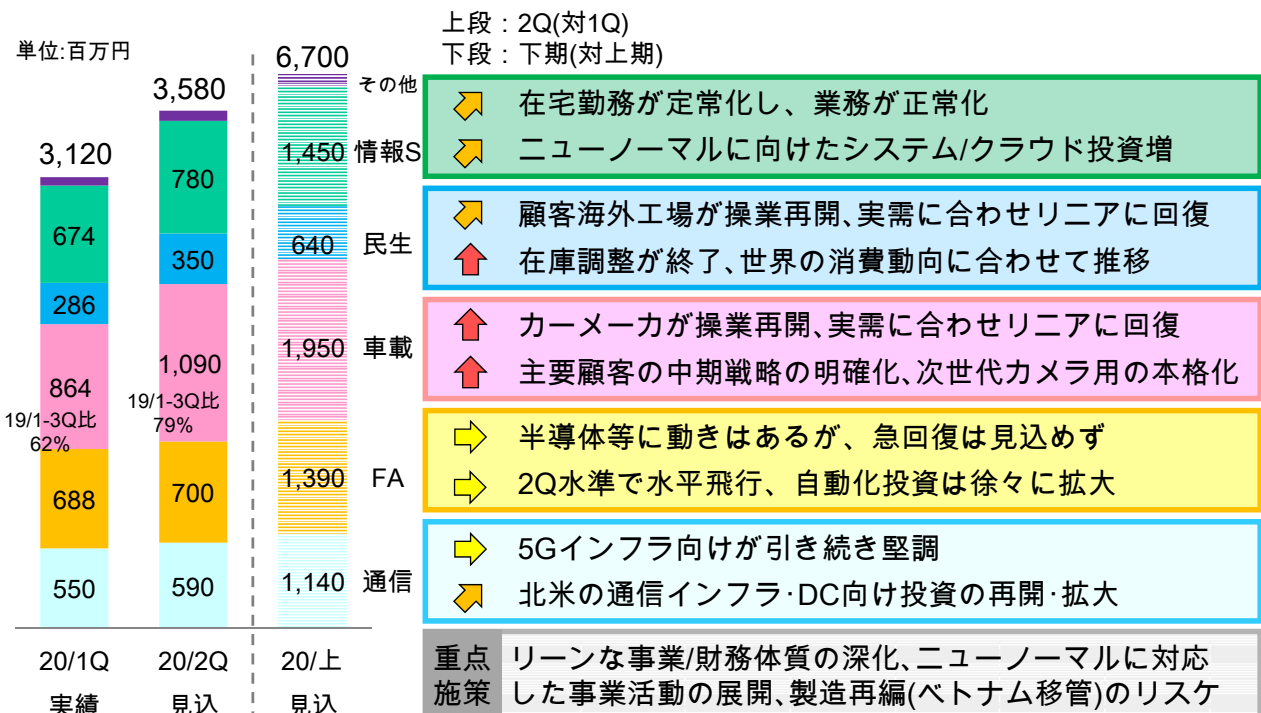 単位:百万円
上段：2Q(対1Q)
下段：下期(対上期)
3,120
674
286
864
19/1-3Q比
62%
688
550
20/1Q
実績
3,580
780
350
1,090
19/1-3Q比
79%
700
590
20/2Q
見込
6,700
1,450
640
1,950
1,390
1,140
20/上
見込
その他
情報S
民生
車載
FA
通信
在宅勤務が定常化し、業務が正常化
ニューノーマルに向けたシステム/クラウド投資増
顧客海外工場が操業再開、実需に合わせリニアに回復
在庫調整が終了、世界の消費動向に合わせて推移
カーメーカが操業再開、実需に合わせリニアに回復
主要顧客の中期戦略の明確化、次世代カメラ用の本格化
半導体等に動きはあるが、急回復は見込めず
2Q水準で水平飛行、自動化投資は徐々に拡大
5Gインフラ向けが引き続き堅調
北米の通信インフラ･DC向け投資の再開･拡大
重点
施策
リーンな事業/財務体質の深化、ニューノーマルに対応
した事業活動の展開、製造再編(ベトナム移管)のリスケ